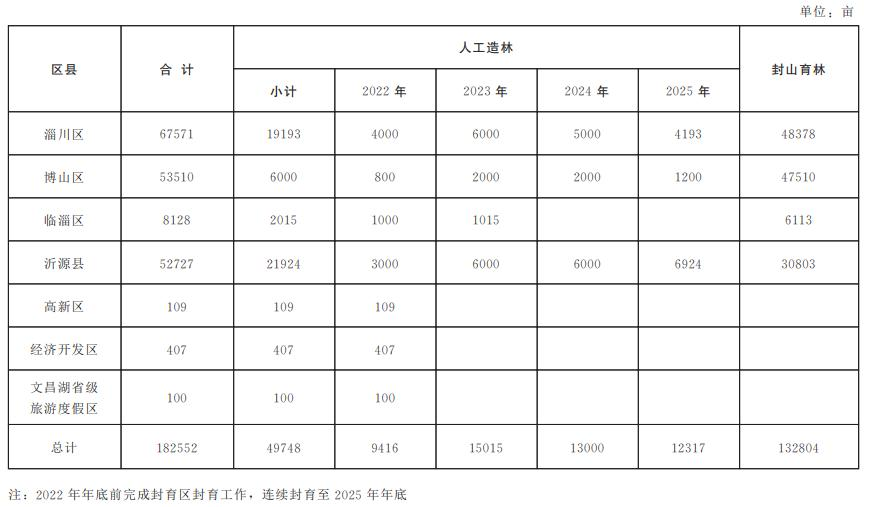 单位：亩
区县 合 计 人工造林 封山育林
小计 2022 年 2023 年 2024 年 2025 年
淄川区 67571 19193 4000 6000 5000 4193 48378
博山区 53510 6000 800 2000 2000 1200 47510
临淄区 8128 2015 1000 1015 6113
沂源县 52727 21924 3000 6000 6000 6924 30803
高新区 109 109 109
经济开发区 407 407 407
文昌湖省级
旅游度假区 100 100 100
总计 182552 49748 9416 15015 13000 12317 132804
注：2022 年年底前完成封育区封育工作，连续封育至 2025 年年底